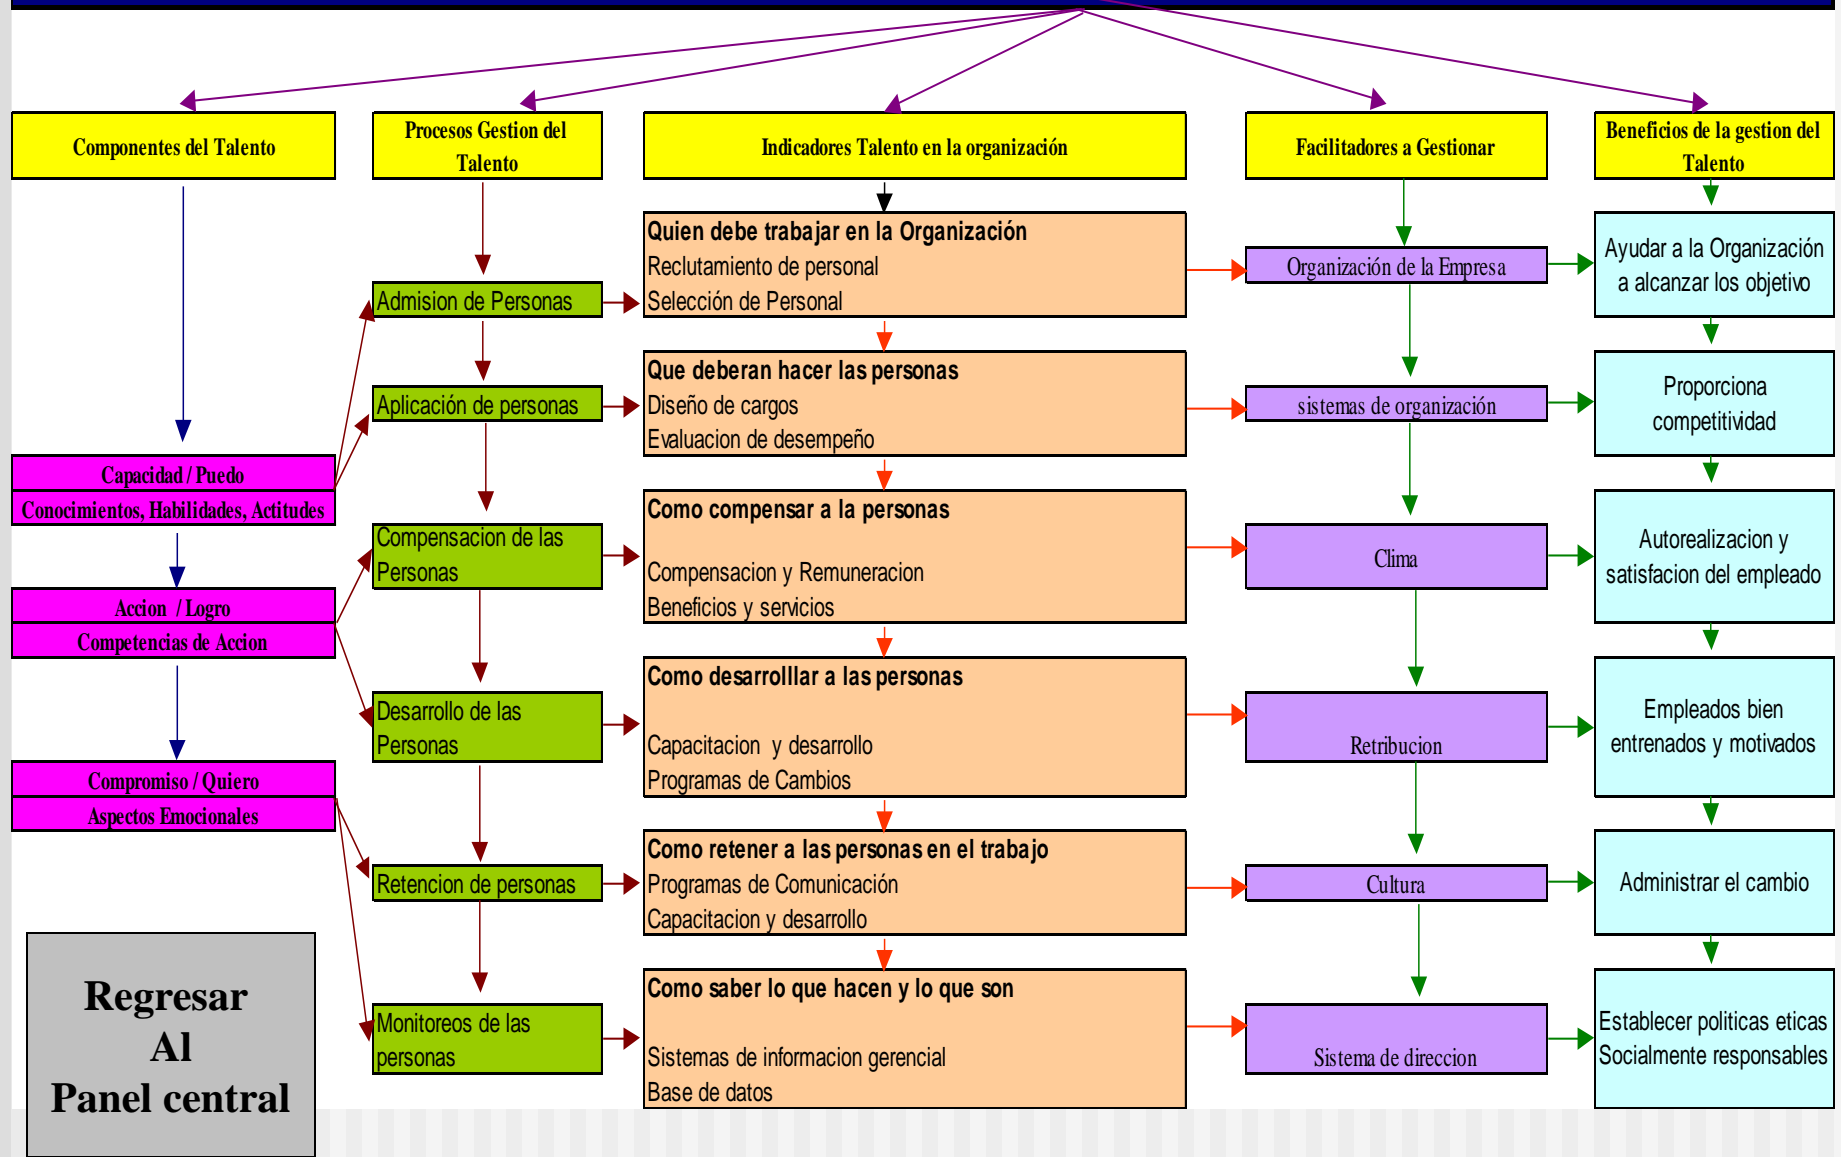 Componentes del Talento
Procesos Gestion del
Talento
Indicadores Talento en la organización
Facilitadores a Gestionar
Beneficios de la gestion del
Talento
Capacidad / Puedo
Conocimientos, Habilidades, Actitudes
Accion / Logro
Competencias de Accion
Compromiso / Quiero
Aspectos Emocionales
Admision de Personas
Aplicación de personas
Compensacion de las
Personas
Desarrollo de las
Personas
Retencion de personas
Monitoreos de las
personas
Quien debe trabajar en la Organización
Reclutamiento de personal
Selección de Personal
Que deberan hacer las personas
Diseño de cargos
Evaluacion de desempeño
Como compensar a la personas
Compensacion y Remuneracion
Beneficios y servicios
Como desarrolllar a las personas
Capacitacion y desarrollo
Programas de Cambios
Como retener a las personas en el trabajo
Programas de Comunicación
Capacitacion y desarrollo
Como saber lo que hacen y lo que son
Sistemas de informacion gerencial
Base de datos
Organización de la Empresa
sistemas de organización
Clima
Retribucion
Cultura
Sistema de direccion
Ayudar a la Organización
a alcanzar los objetivo
Proporciona
competitividad
Autorealizacion y
satisfacion del empleado
Empleados bien
entrenados y motivados
Administrar el cambio
Establecer politicas eticas
Socialmente responsables
Regresar
Al
Panel central